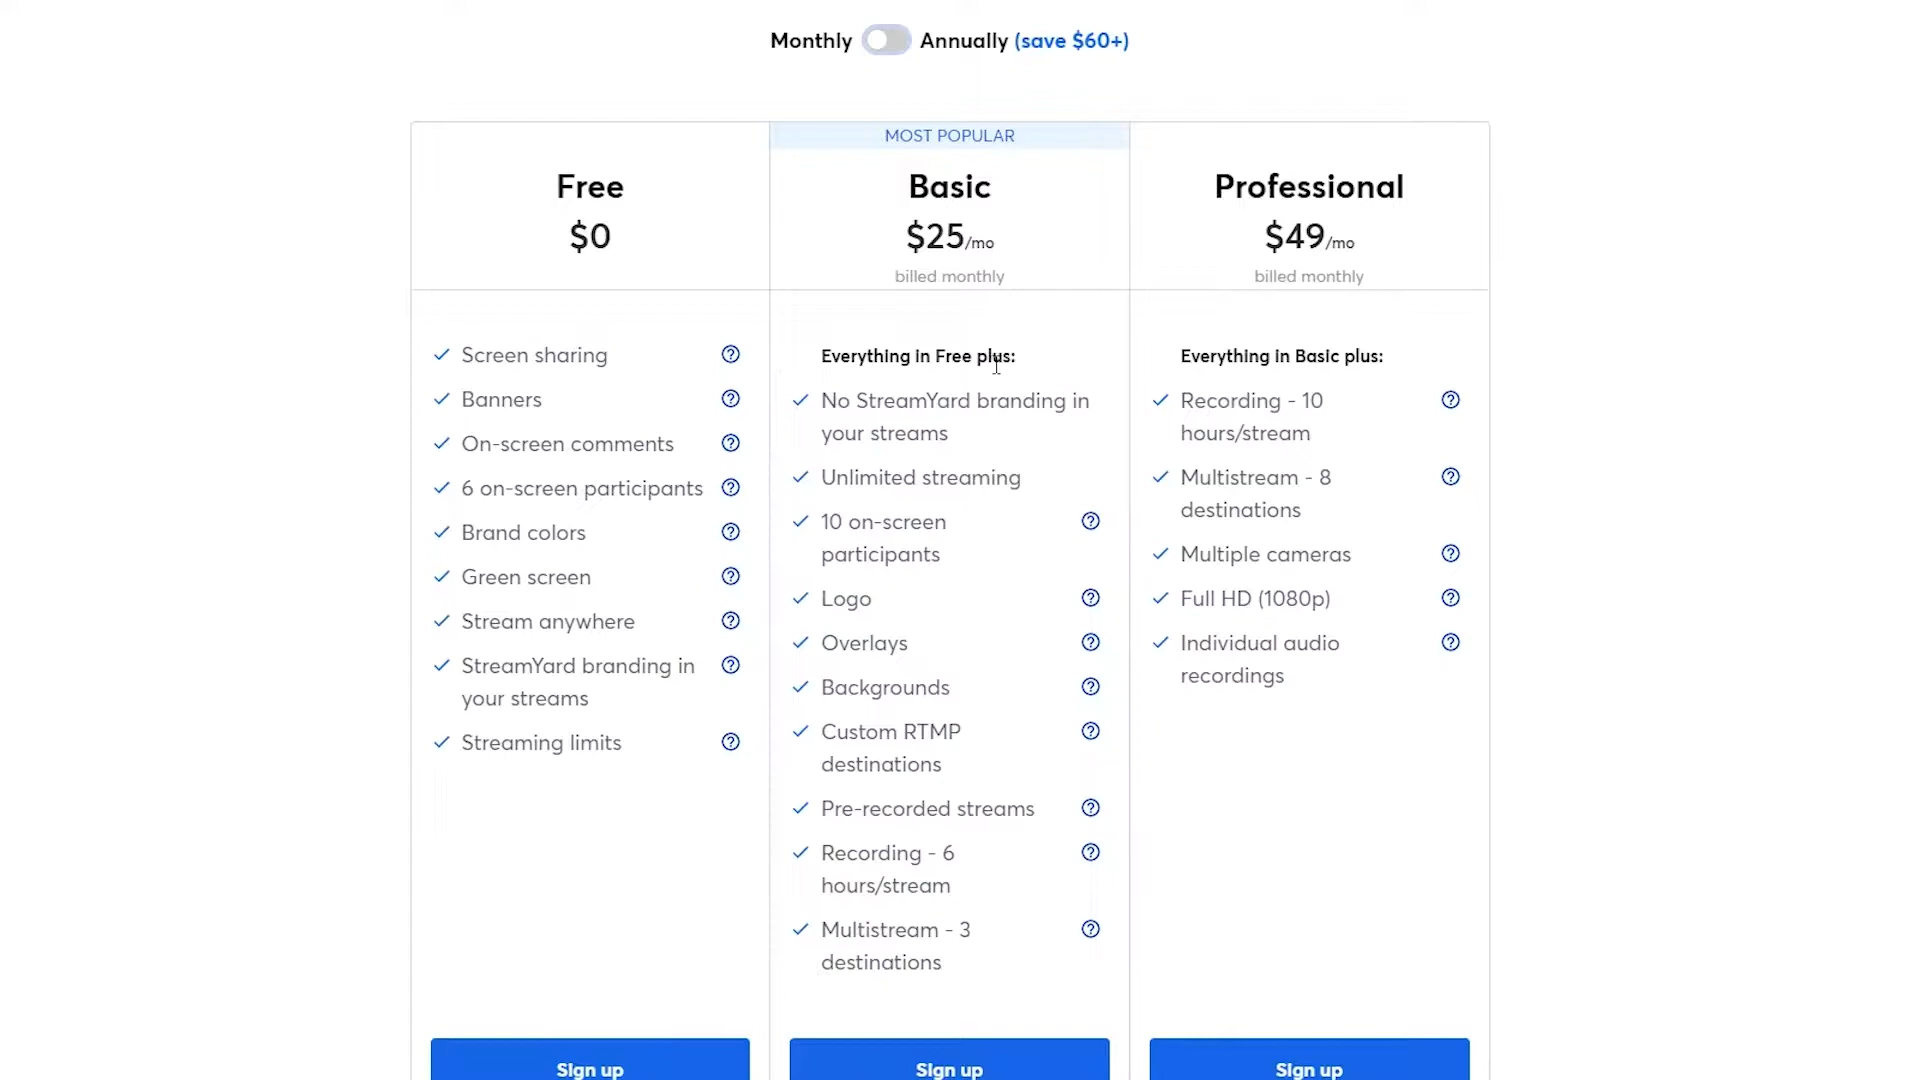 Monthly Annually (save $60+)
MOST POPULAR
Free
$0
Basic
$25/mo
billed monthly
Professional
$49/mo
billed monthly
Screen sharing
Banners
On-screen comments
6 on-screen participants
Brand colors
Green screen
Stream anywhere
StreamYard branding in
your streams
Streaming limits
Everything in Free plus:
No StreamYard branding in
your streams
Unlimited streaming
10 on-screen
participants
Logo
Overlays
Backgrounds
Custom RTMP
destinations
Pre-recorded streams
Recording - 6
hours/stream
Multistream - 3
destinations
Everything in Basic plus:
Recording - 10
hours/stream
Multistream - 8
destinations
Multiple cameras
Full HD (1080p)
Individual audio
recordings
Sign up
Sign up
Sign up